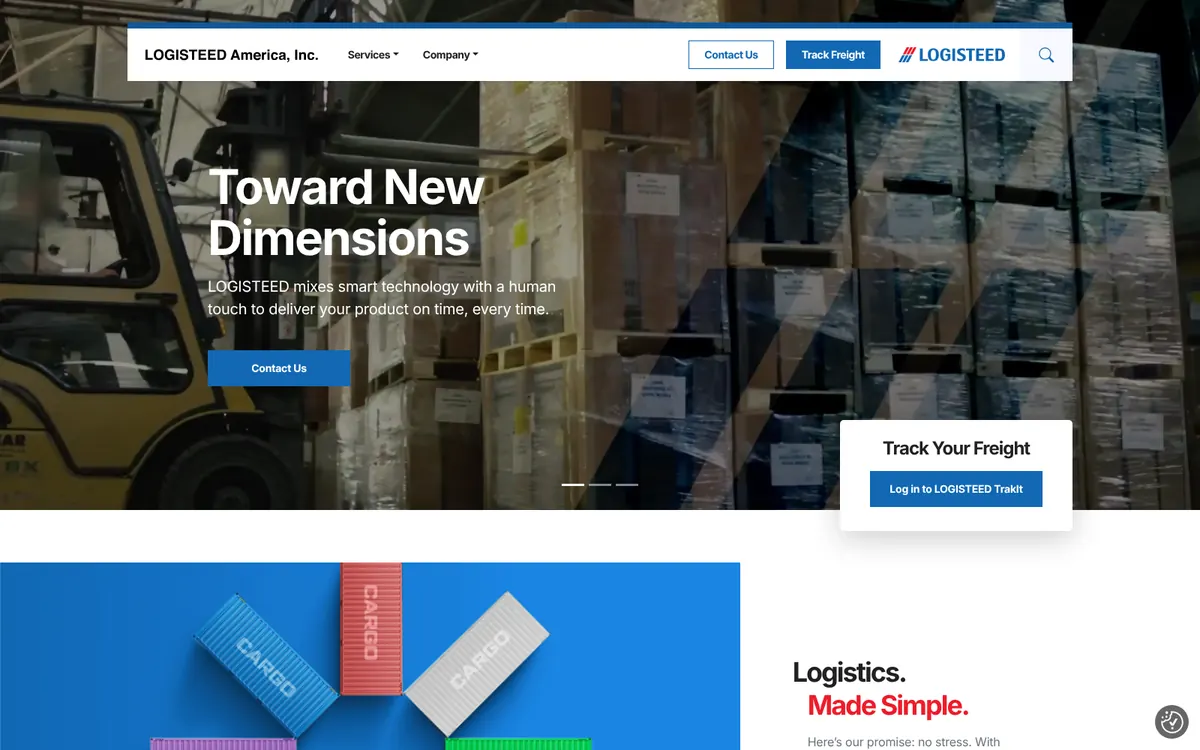 LOGISTEED America, Inc.
Services
Company
Contact Us
Track Freight
LOGISTEED
Toward New
Dimensions
LOGISTEED mixes smart technology with a human
touch to deliver your product on time, every time.
Contact Us
Track Your Freight
Log in to LOGISTEED TrakIt
CARGO
CARGO
CARGO
Logistics.
Made Simple.
Here's our promise: no stress. With